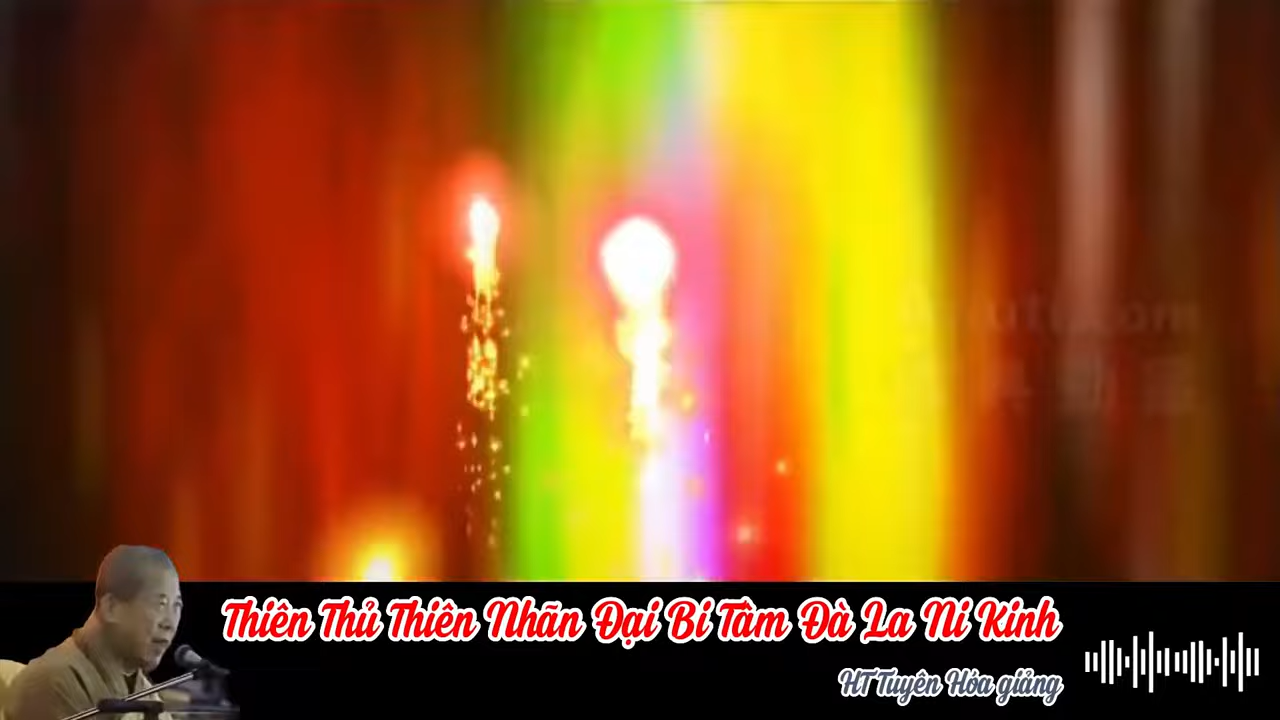 Thiên Thủ Thiên Nhãn Đại Bi Tâm Đà La Ni Kinh
HT Tuyên Hóa giảng